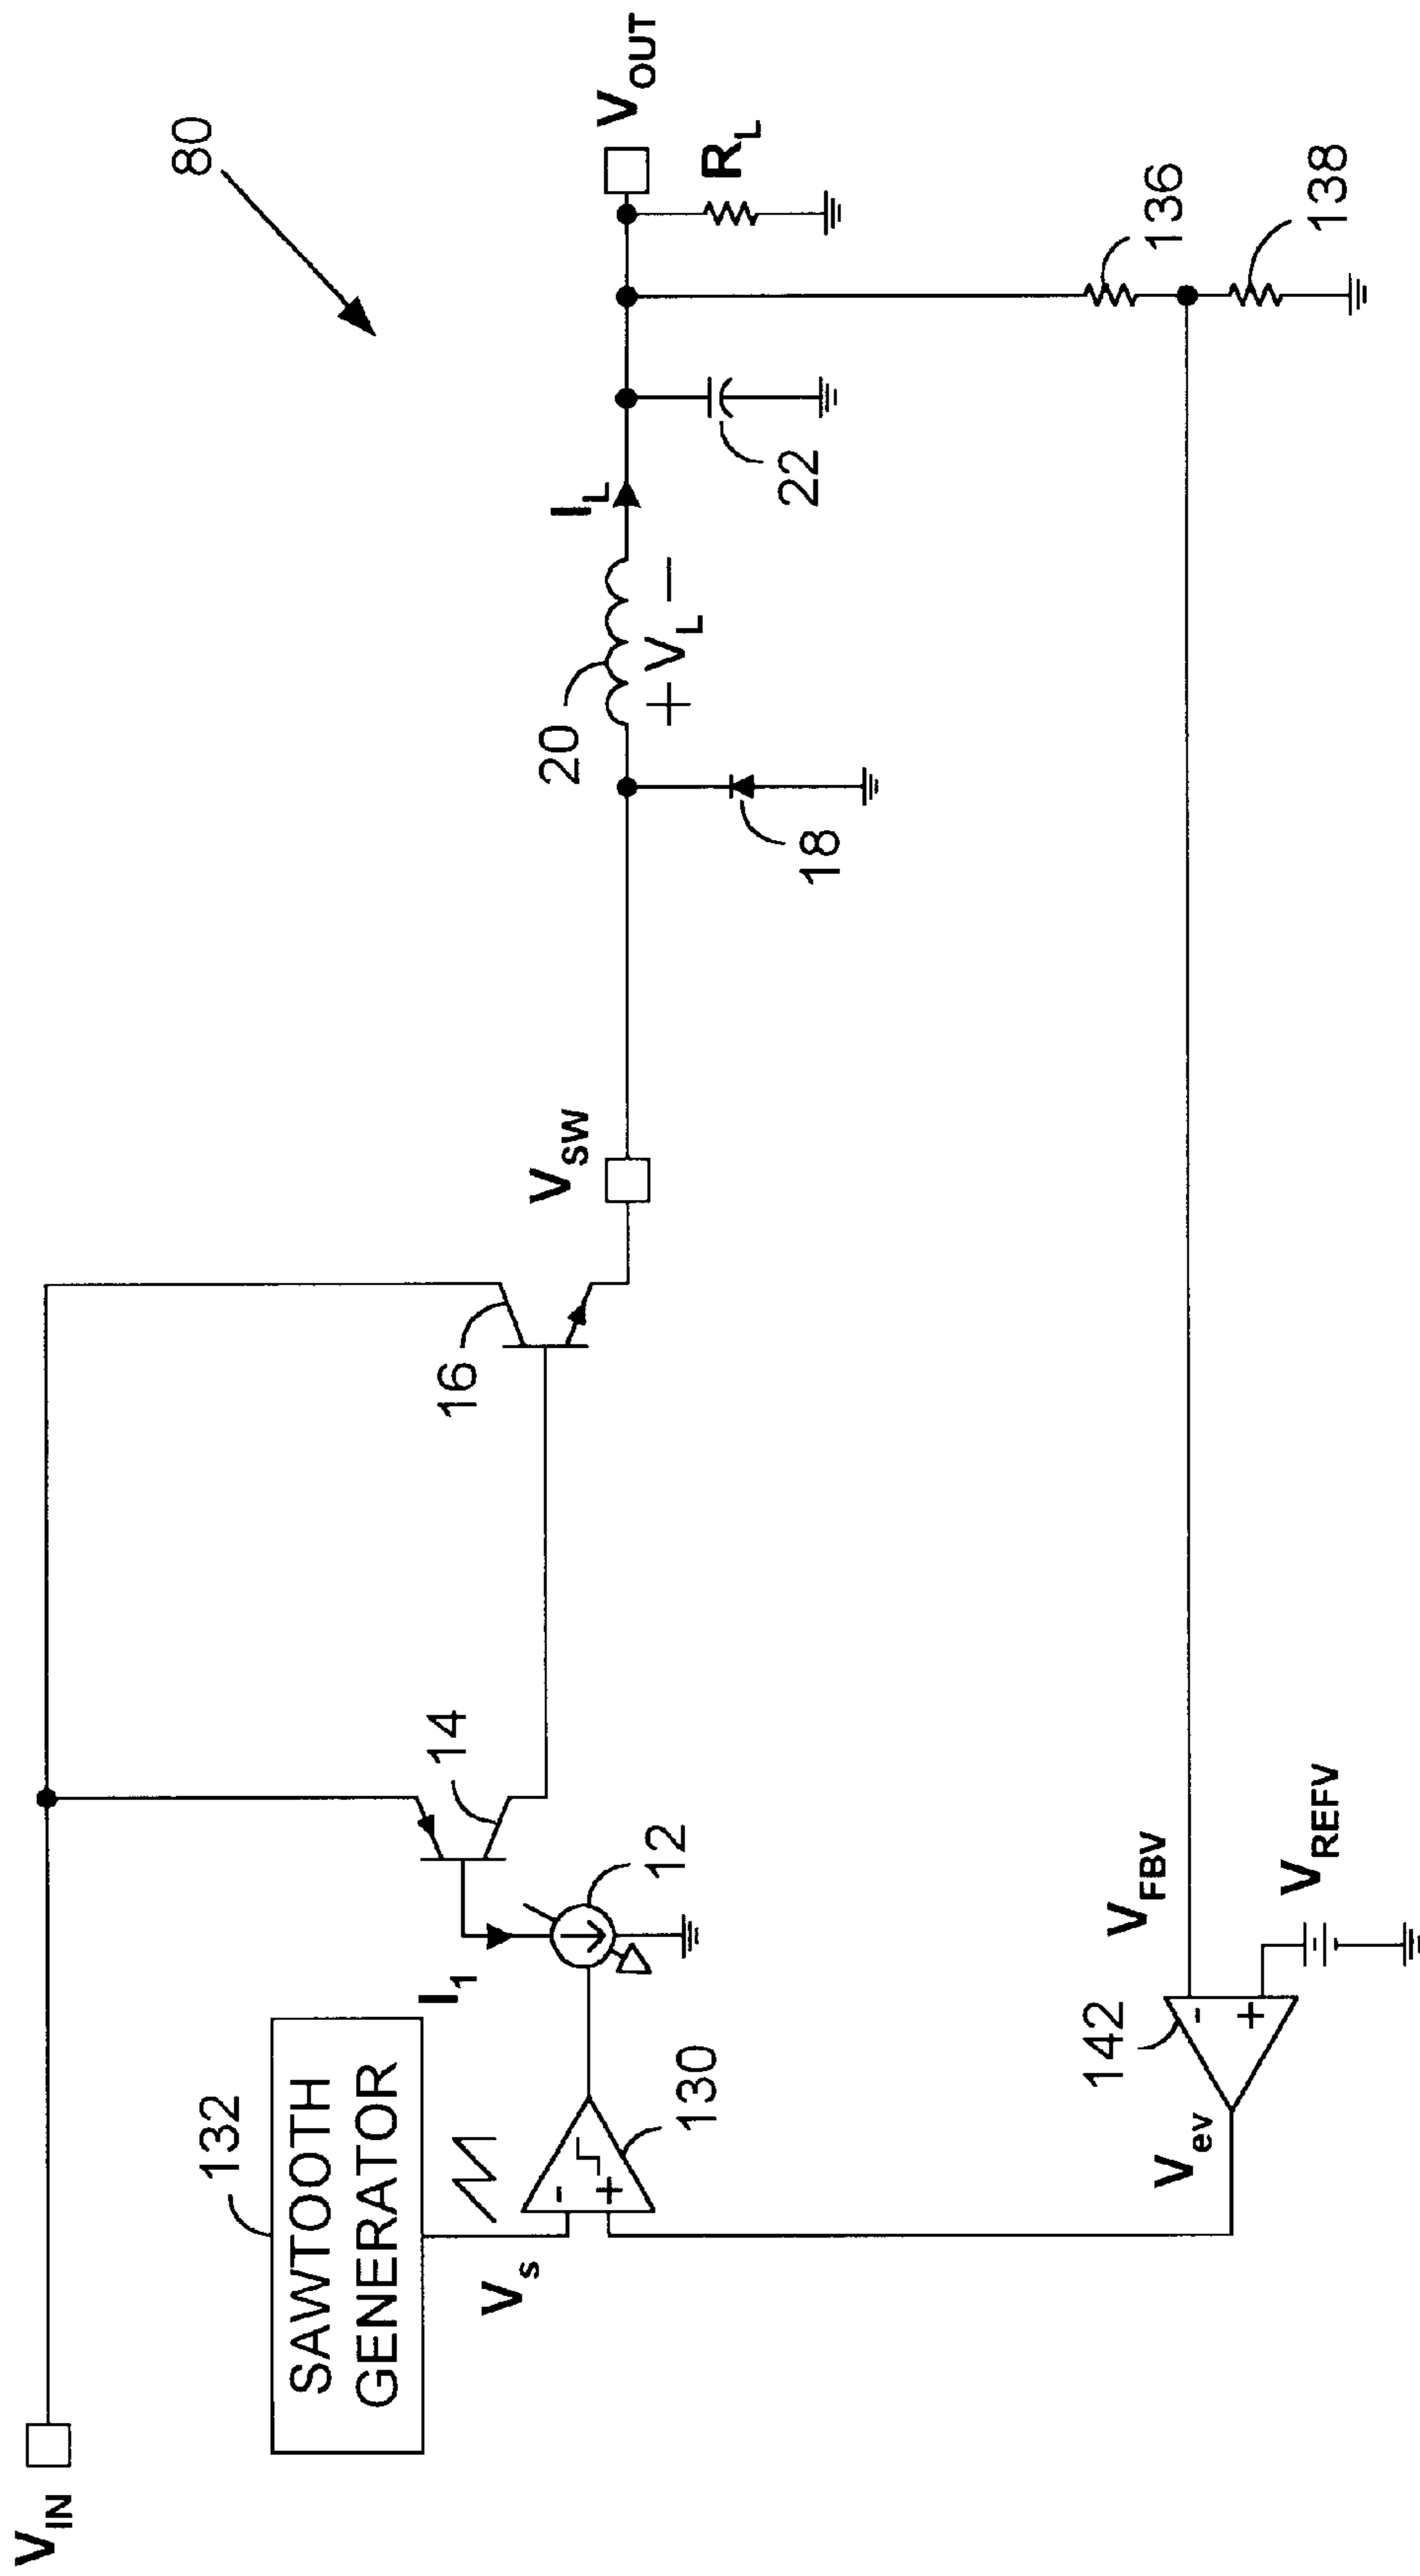 80
V_IN
132
SAWTOOTH
GENERATOR
V_s
130
I_1
12
14
16
V_SW
20
+ V_L −
I_L
18
22
V_OUT
R_L
136
138
V_FBV
142
V_ev
V_REFV
-
+
-
+